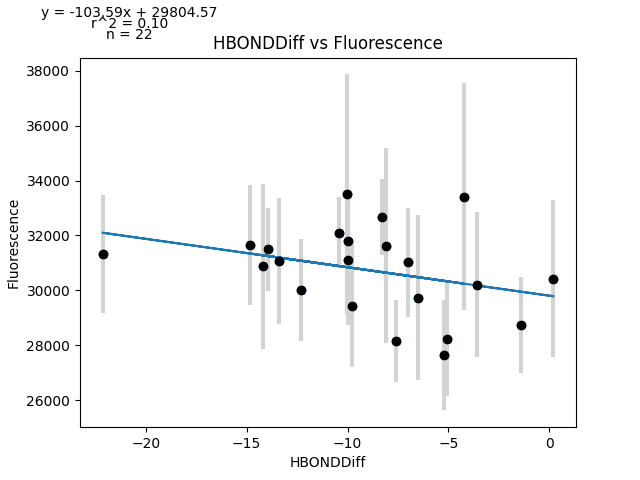 y = -103.59x + 29804.57
r^2 = 0.10
n = 22
HBONDDiff vs Fluorescence
38000
36000
34000
32000
30000
28000
26000
Fluorescence
−20
−15
−10
−5
0
HBONDDiff